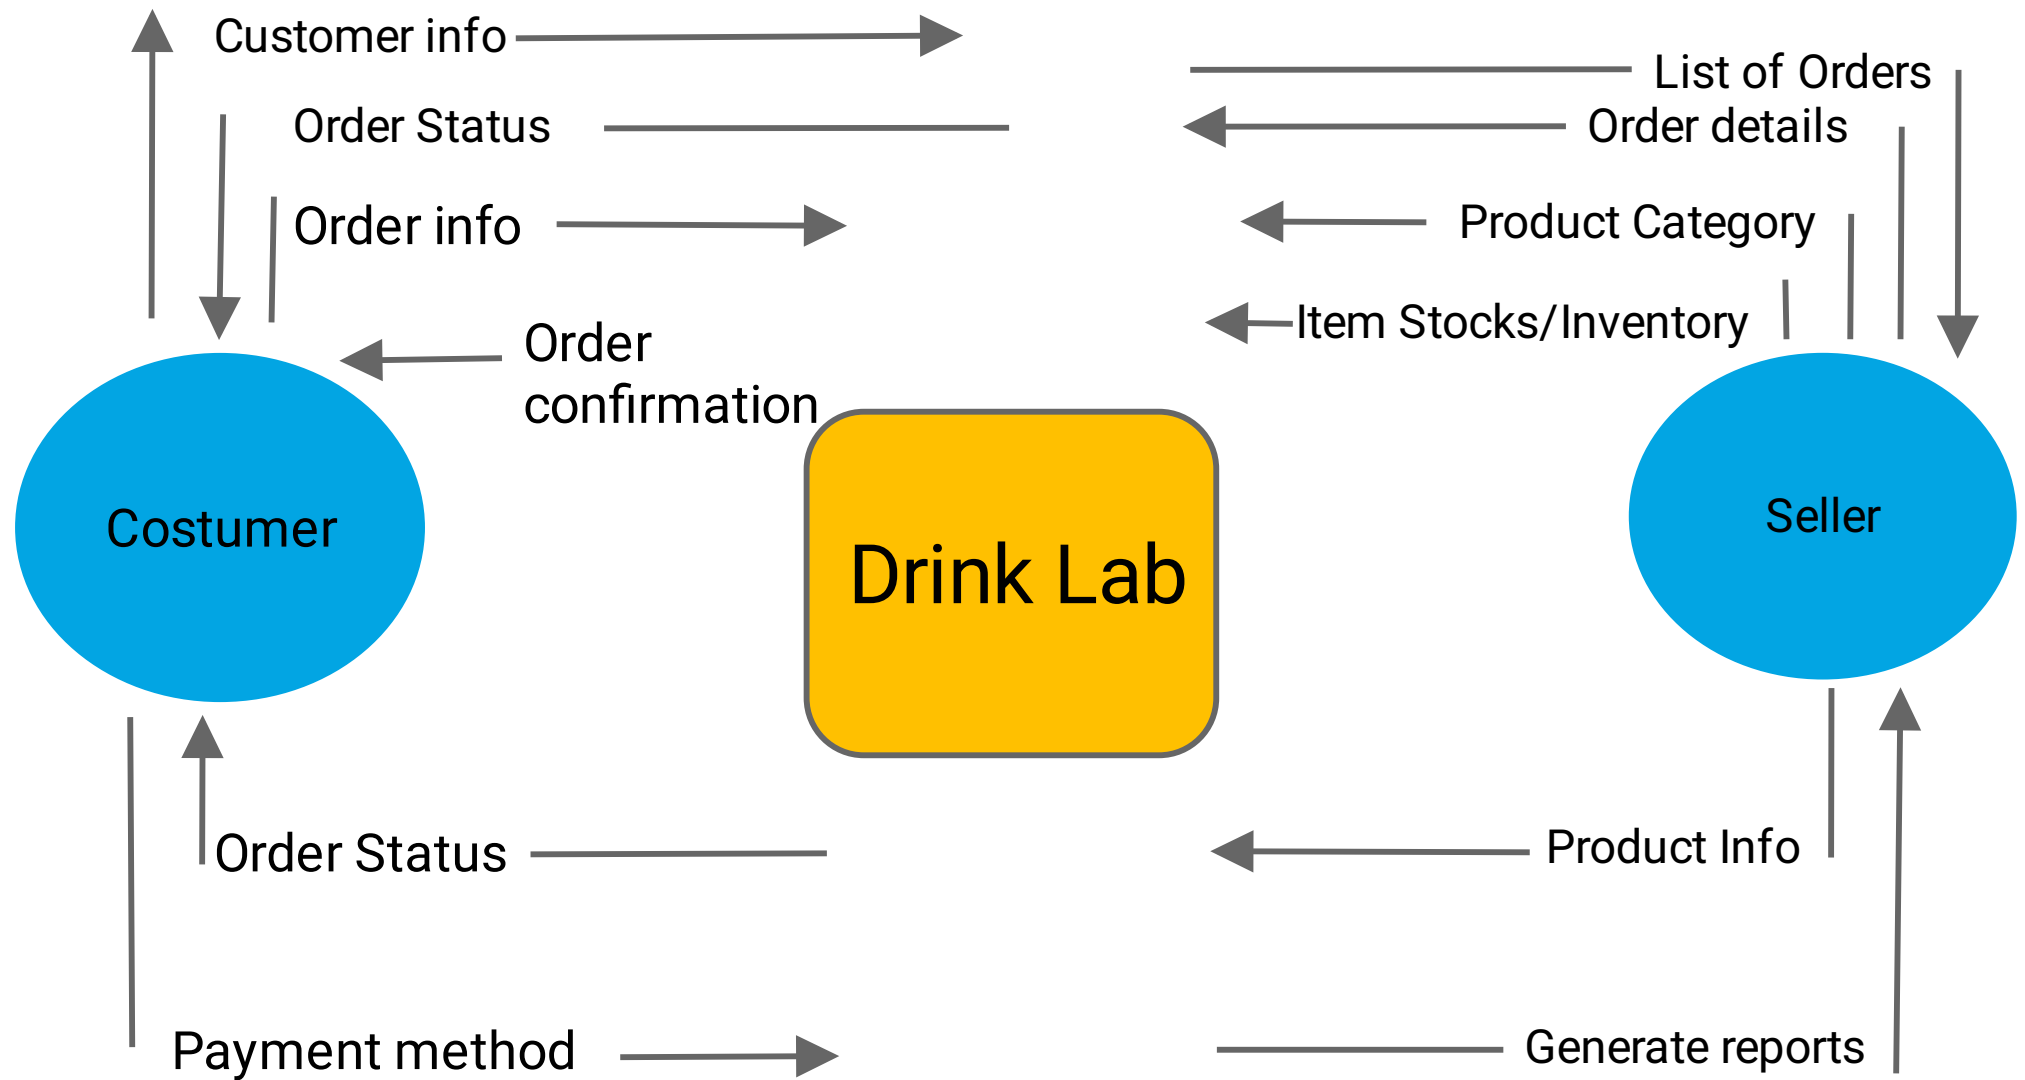 Customer info
List of Orders
Order Status
Order details
Order info
Product Category
Item Stocks/Inventory
Order
confirmation
Costumer
Drink Lab
Seller
Order Status
Product Info
Payment method
Generate reports